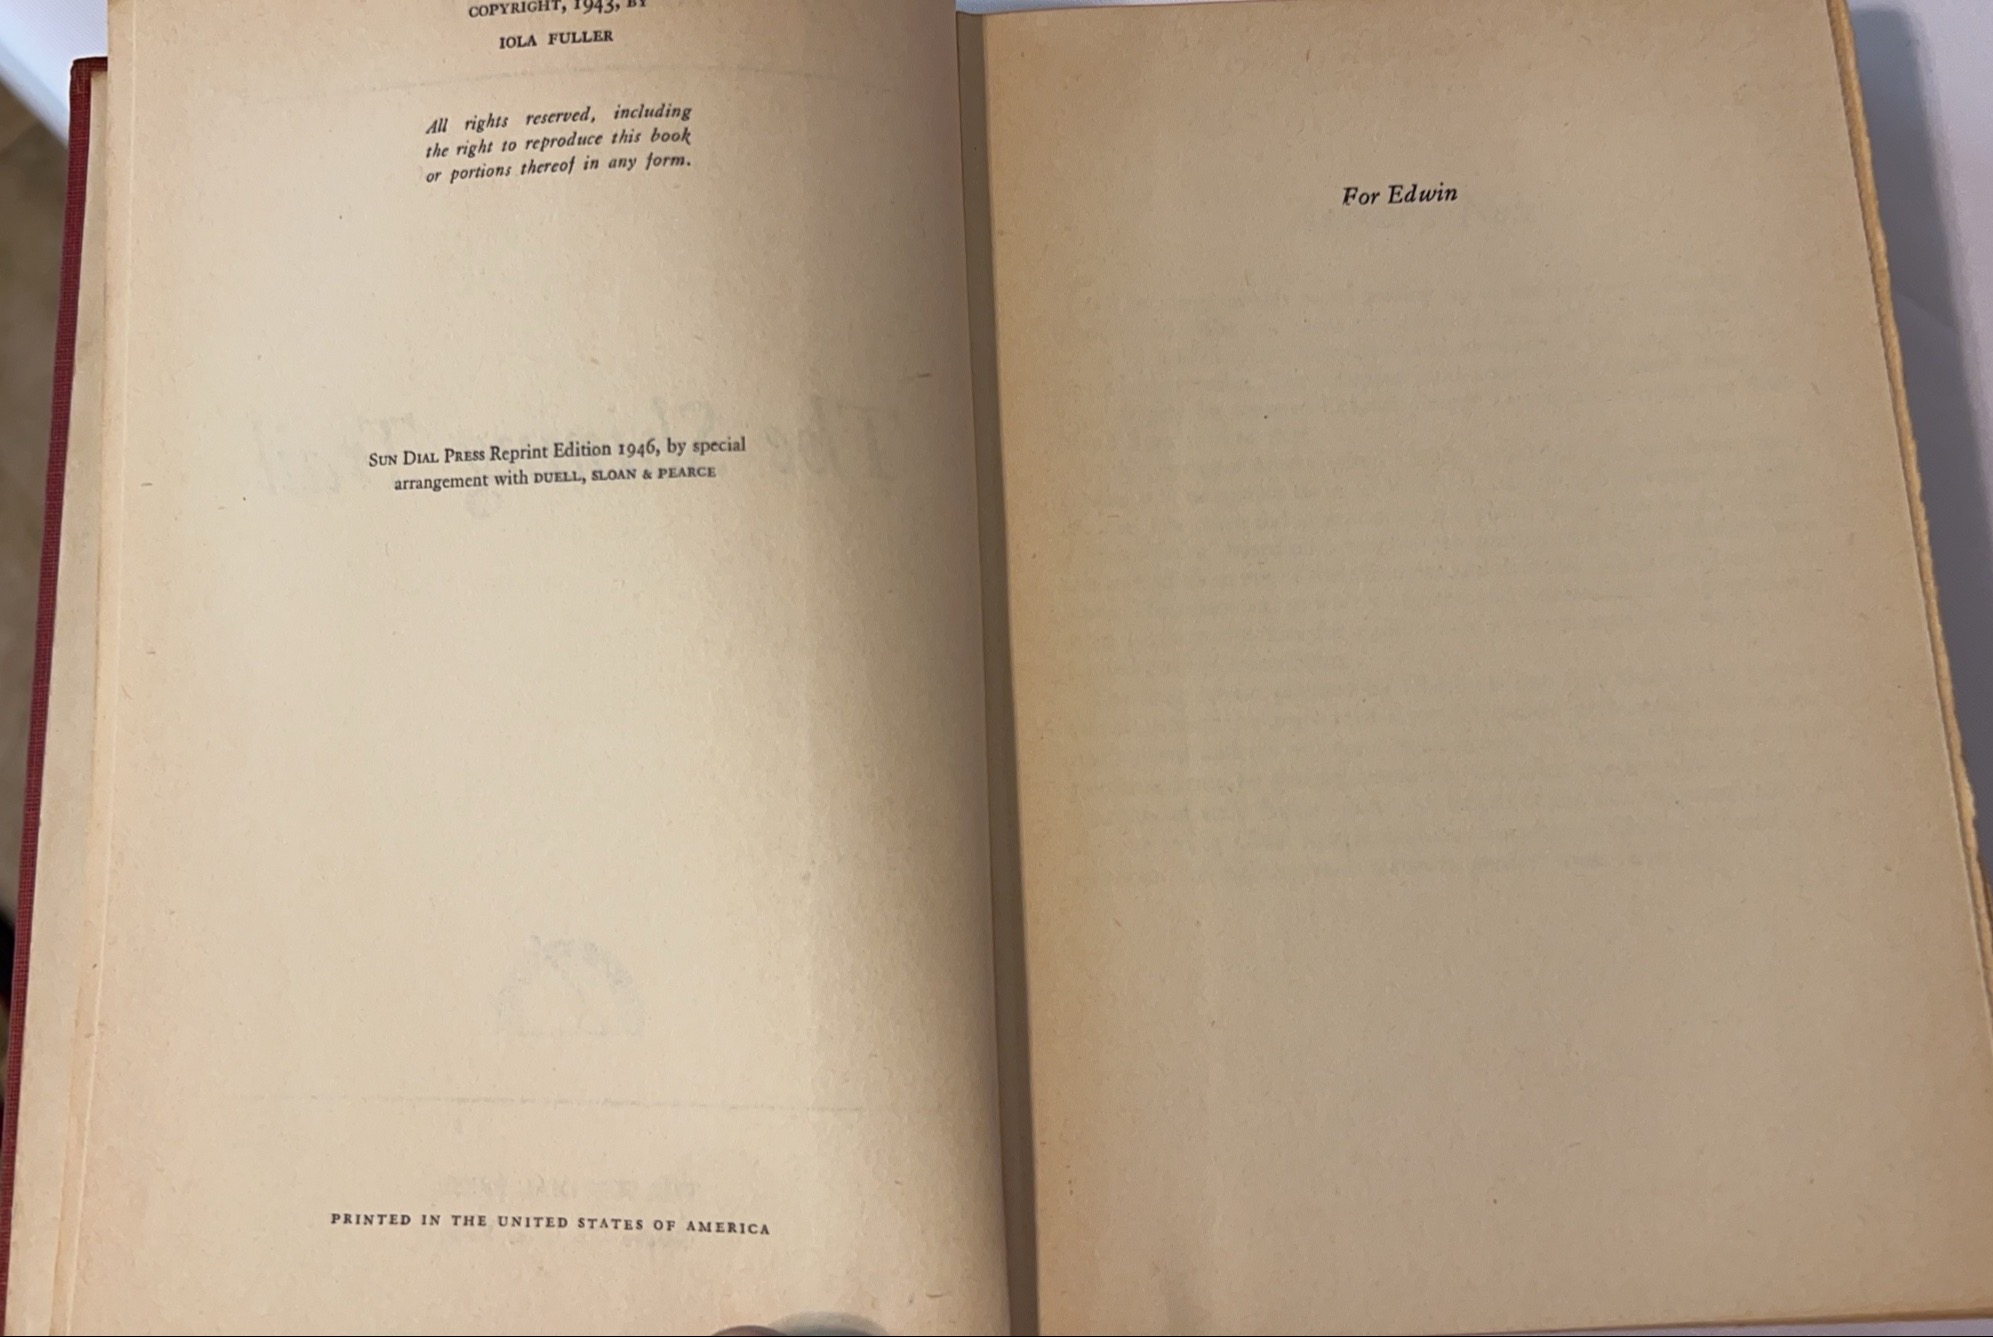 COPYRIGHT, 1943, BY
IOLA FULLER
All rights reserved, including
the right to reproduce this book
or portions thereof in any form.
SUN DIAL PRESS Reprint Edition 1946, by special
arrangement with DUELL, SLOAN & PEARCE
PRINTED IN THE UNITED STATES OF AMERICA
For Edwin